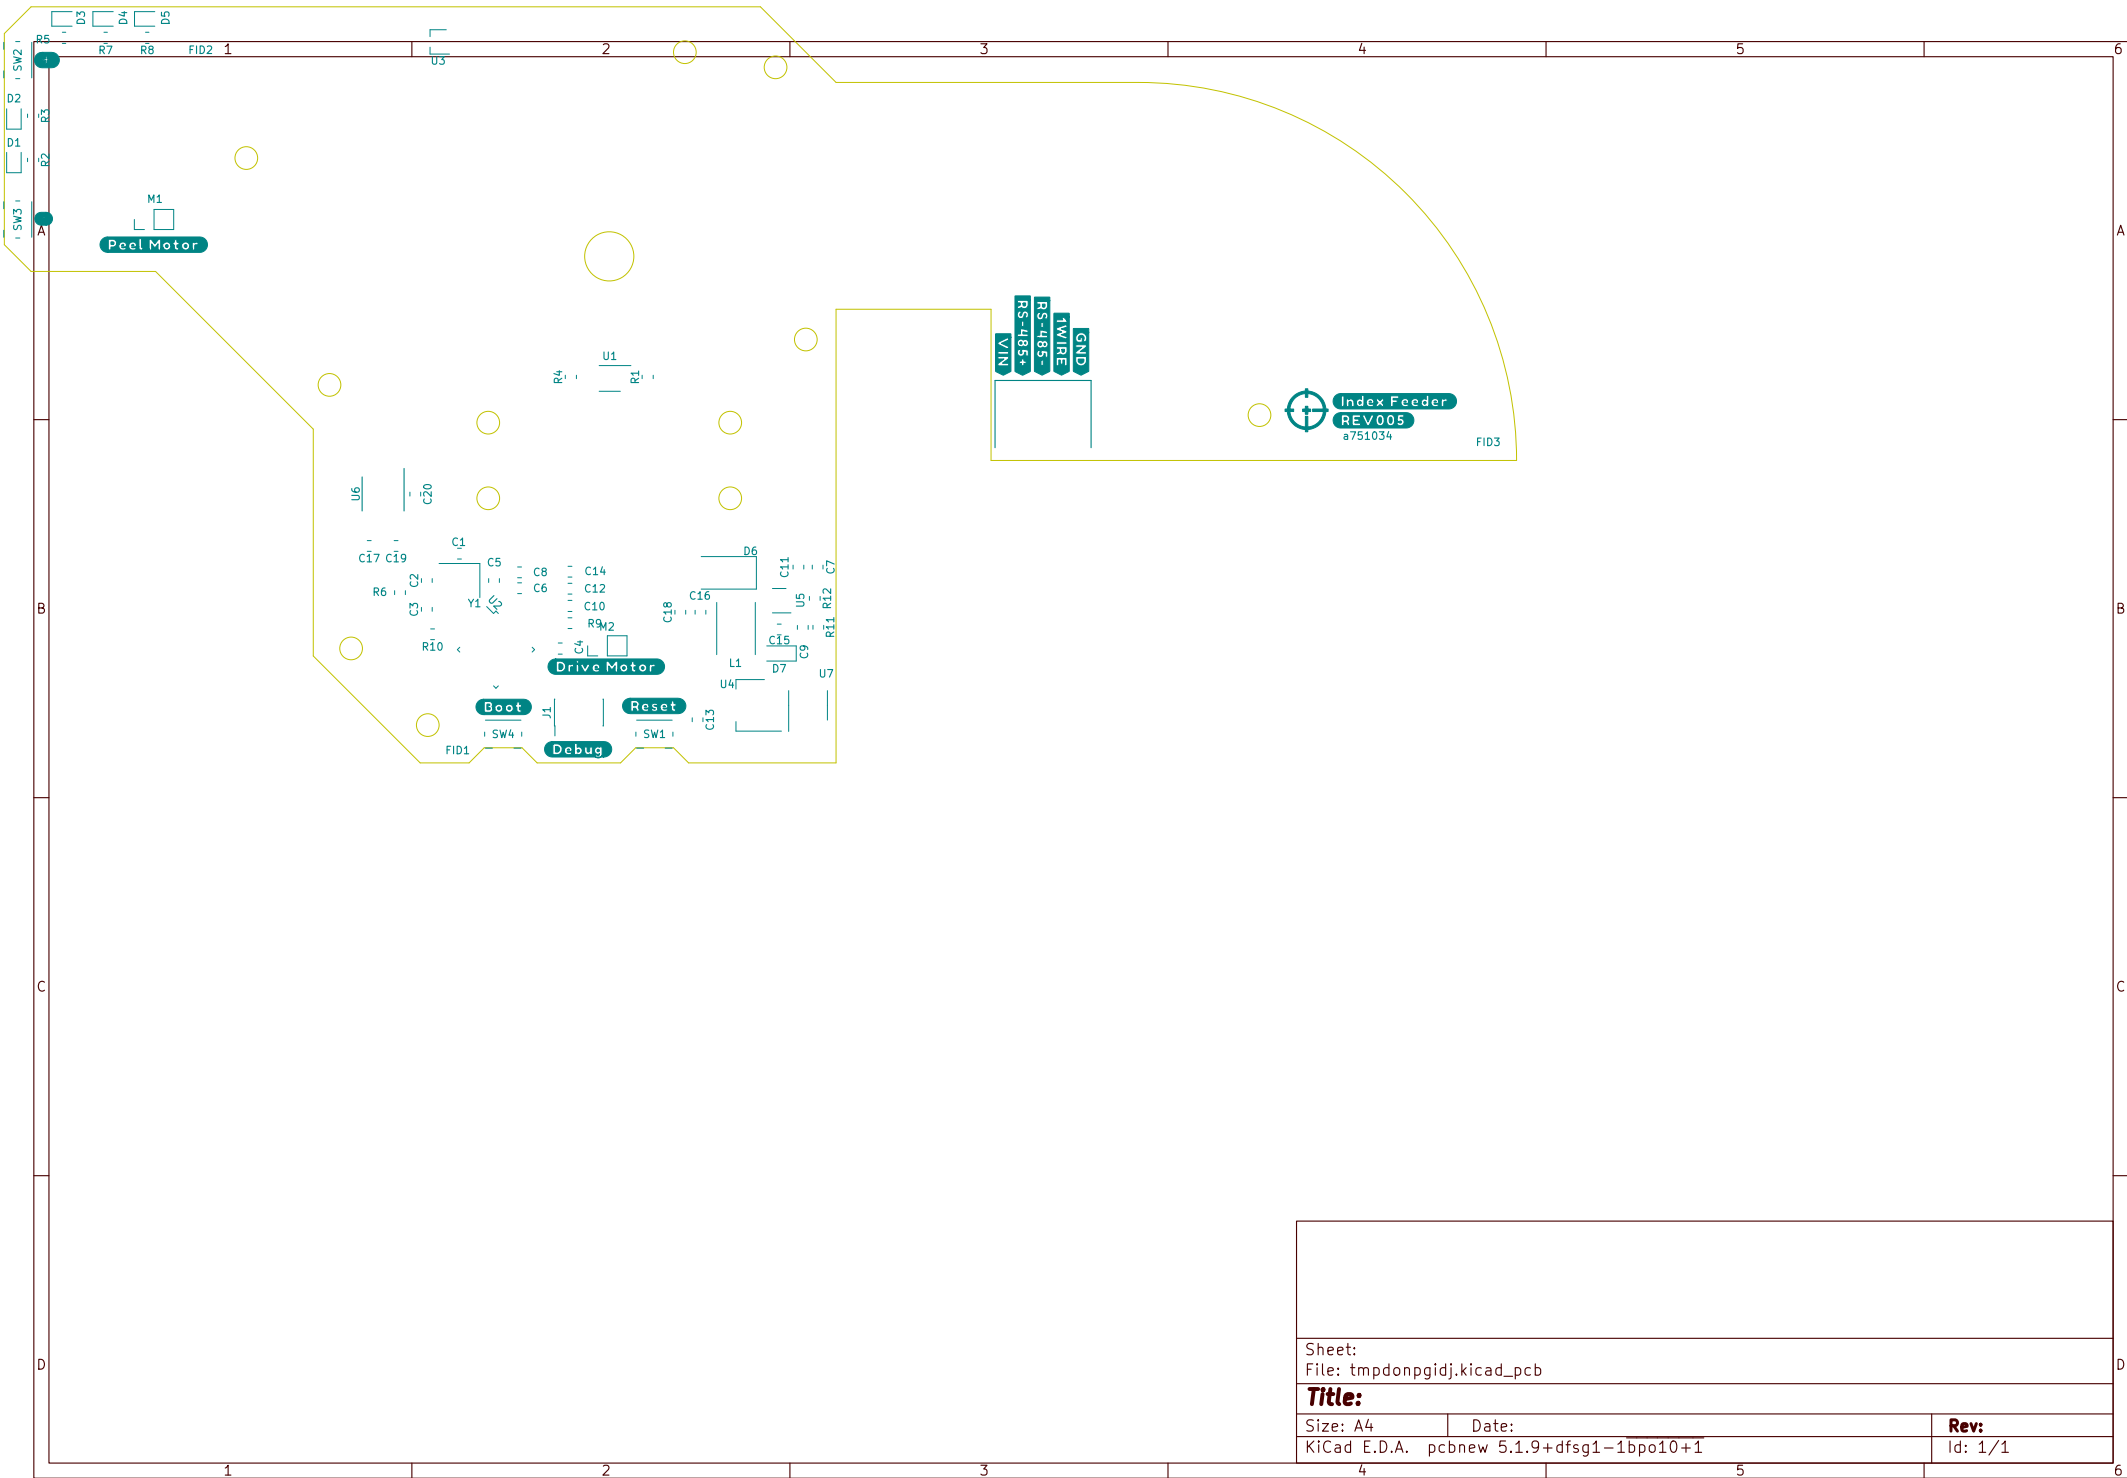 D3
D4
D5
R5
R7
R8
FID2
1
2
3
4
5
6
SW2
+
U3
D2
R3
D1
R2
M1
SW3
A
A
Peel Motor
VIN
RS-485+
RS-485-
1WIRE
GND
U1
R4
R1
Index Feeder
REV005
a751034
FID3
U6
C20
C1
D6
C17
C19
C5
C8
C14
C11
C7
C2
C6
C12
R6
C16
U5
R12
Y1
U2
C3
C10
C18
B
B
R9
M2
R11
R10
C4
C15
C9
Drive Motor
L1
D7
U7
U4
Boot
J1
Reset
C13
SW4
SW1
FID1
Debug
C
C
D
D
Sheet:
File: tmpdonpgidj.kicad_pcb
Title:
Size: A4
Date:
Rev:
KiCad E.D.A. pcbnew 5.1.9+dfsg1-1bpo10+1
Id: 1/1
1
2
3
4
5
6